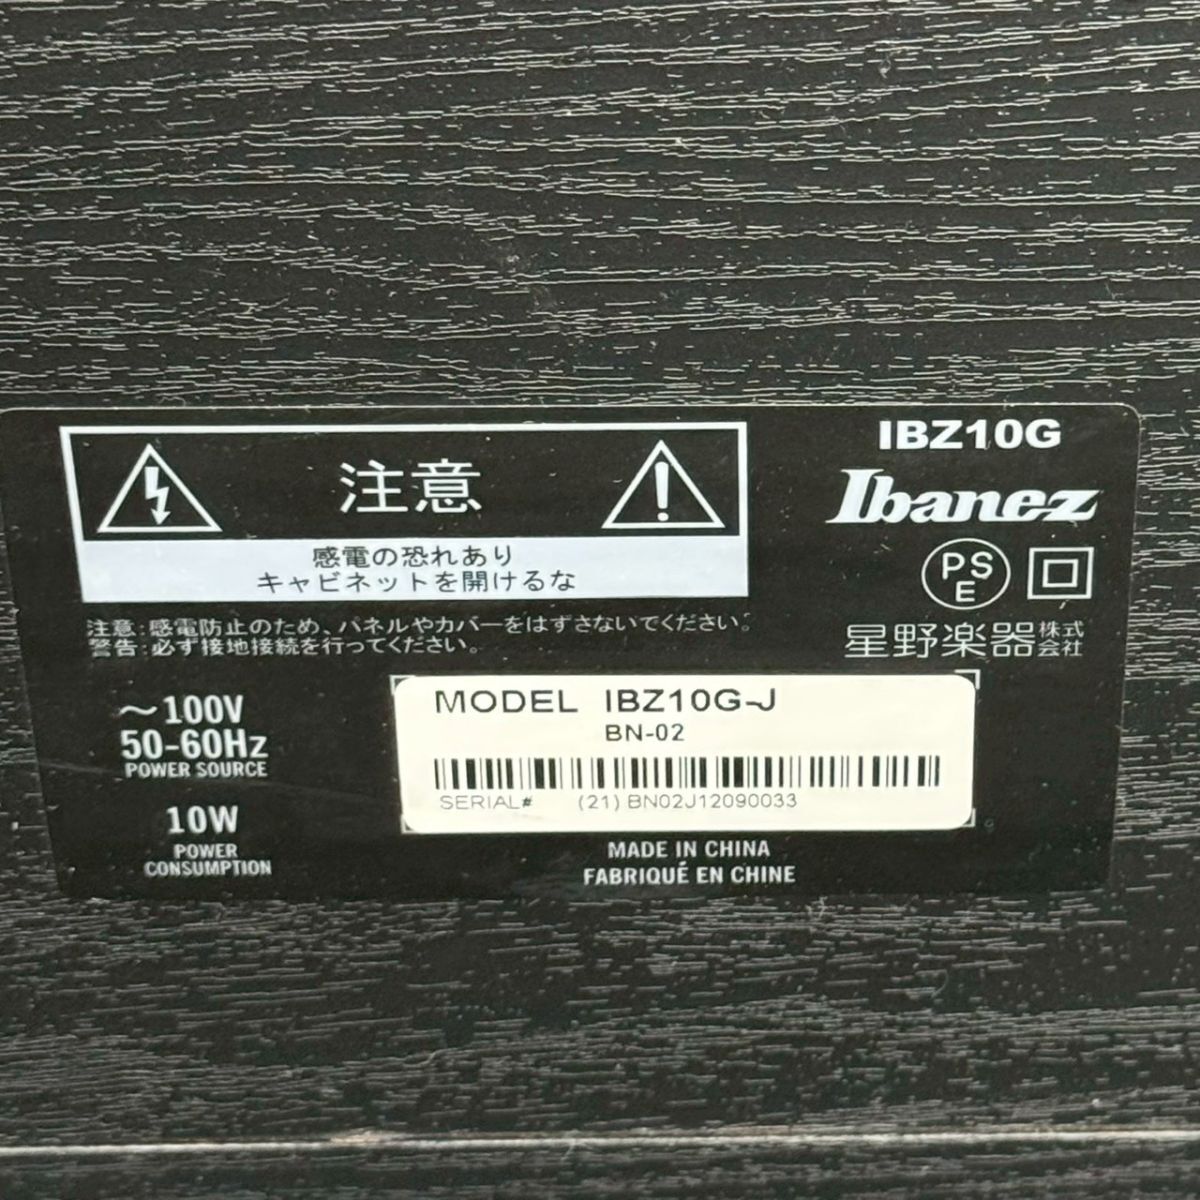 IBZ10G
Ibanez
注意
感電の恐れあり
キャビネットを開けるな
PSE
星野楽器株式会社
注意:感電防止のため、パネルやカバーをはずさないでください。
警告:必ず接地接続を行ってください。
～100V
50-60Hz
POWER SOURCE
10W
POWER
CONSUMPTION
MODEL IBZ10G-J
BN-02
SERIAL# (21) BN02J12090033
MADE IN CHINA
FABRIQUÉ EN CHINE